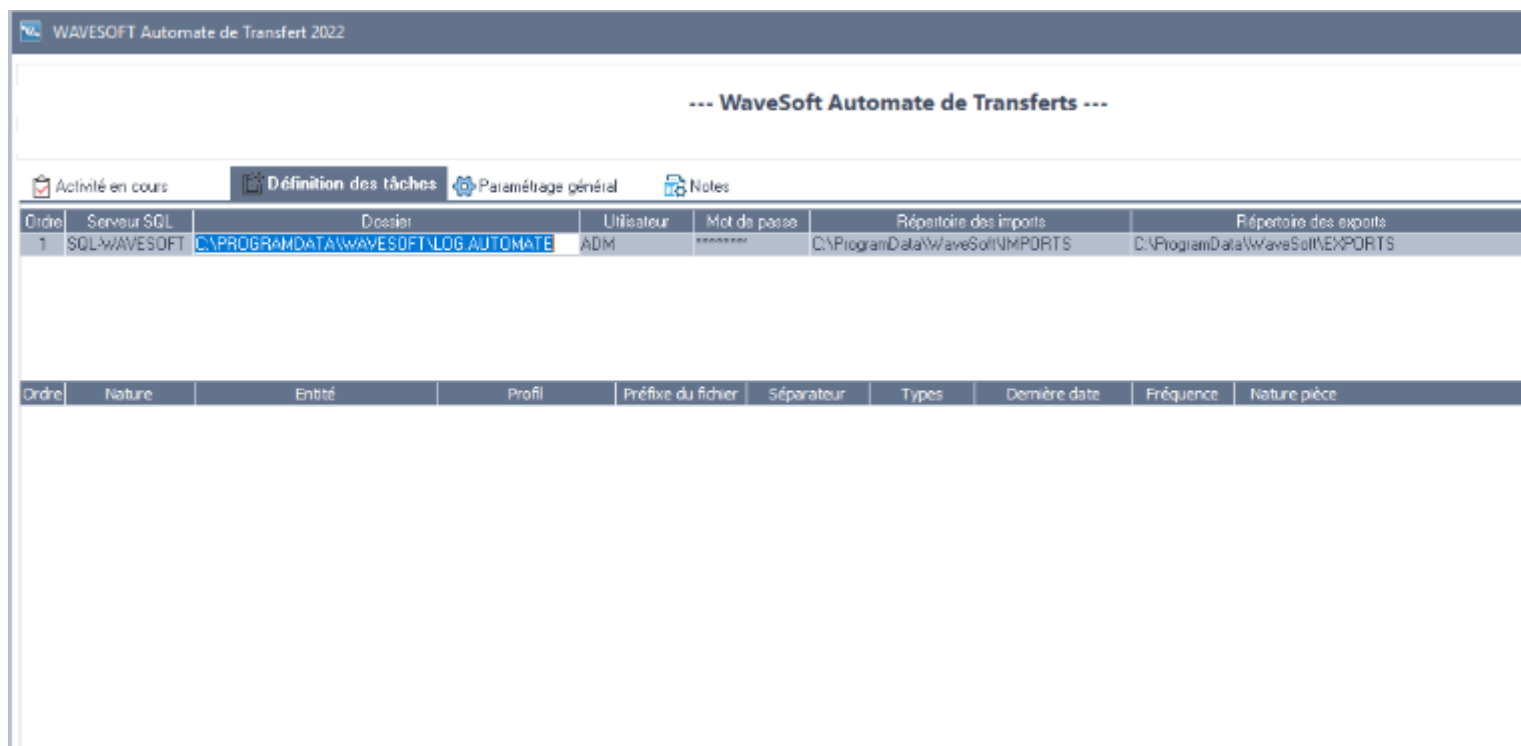 WAVESOFT Automate de Transfert 2022
--- WaveSoft Automate de Transferts ---
Activité en cours Définition des tâches Paramétrage général Notes
Ordre Serveur SQL Dossier Utilisateur Mot de passe Répertoire des imports Répertoire des exports
1 SQL-WAVESOFT C:\PROGRAMDATA\WAVESOFT\LOG.AUTOMATE ADM ******** C:\ProgramData\WaveSoft\IMPORTS C:\ProgramData\WaveSoft\EXPORTS
Ordre Nature Entité Profil Préfixe du fichier Séparateur Types Dernière date Fréquence Nature pièce